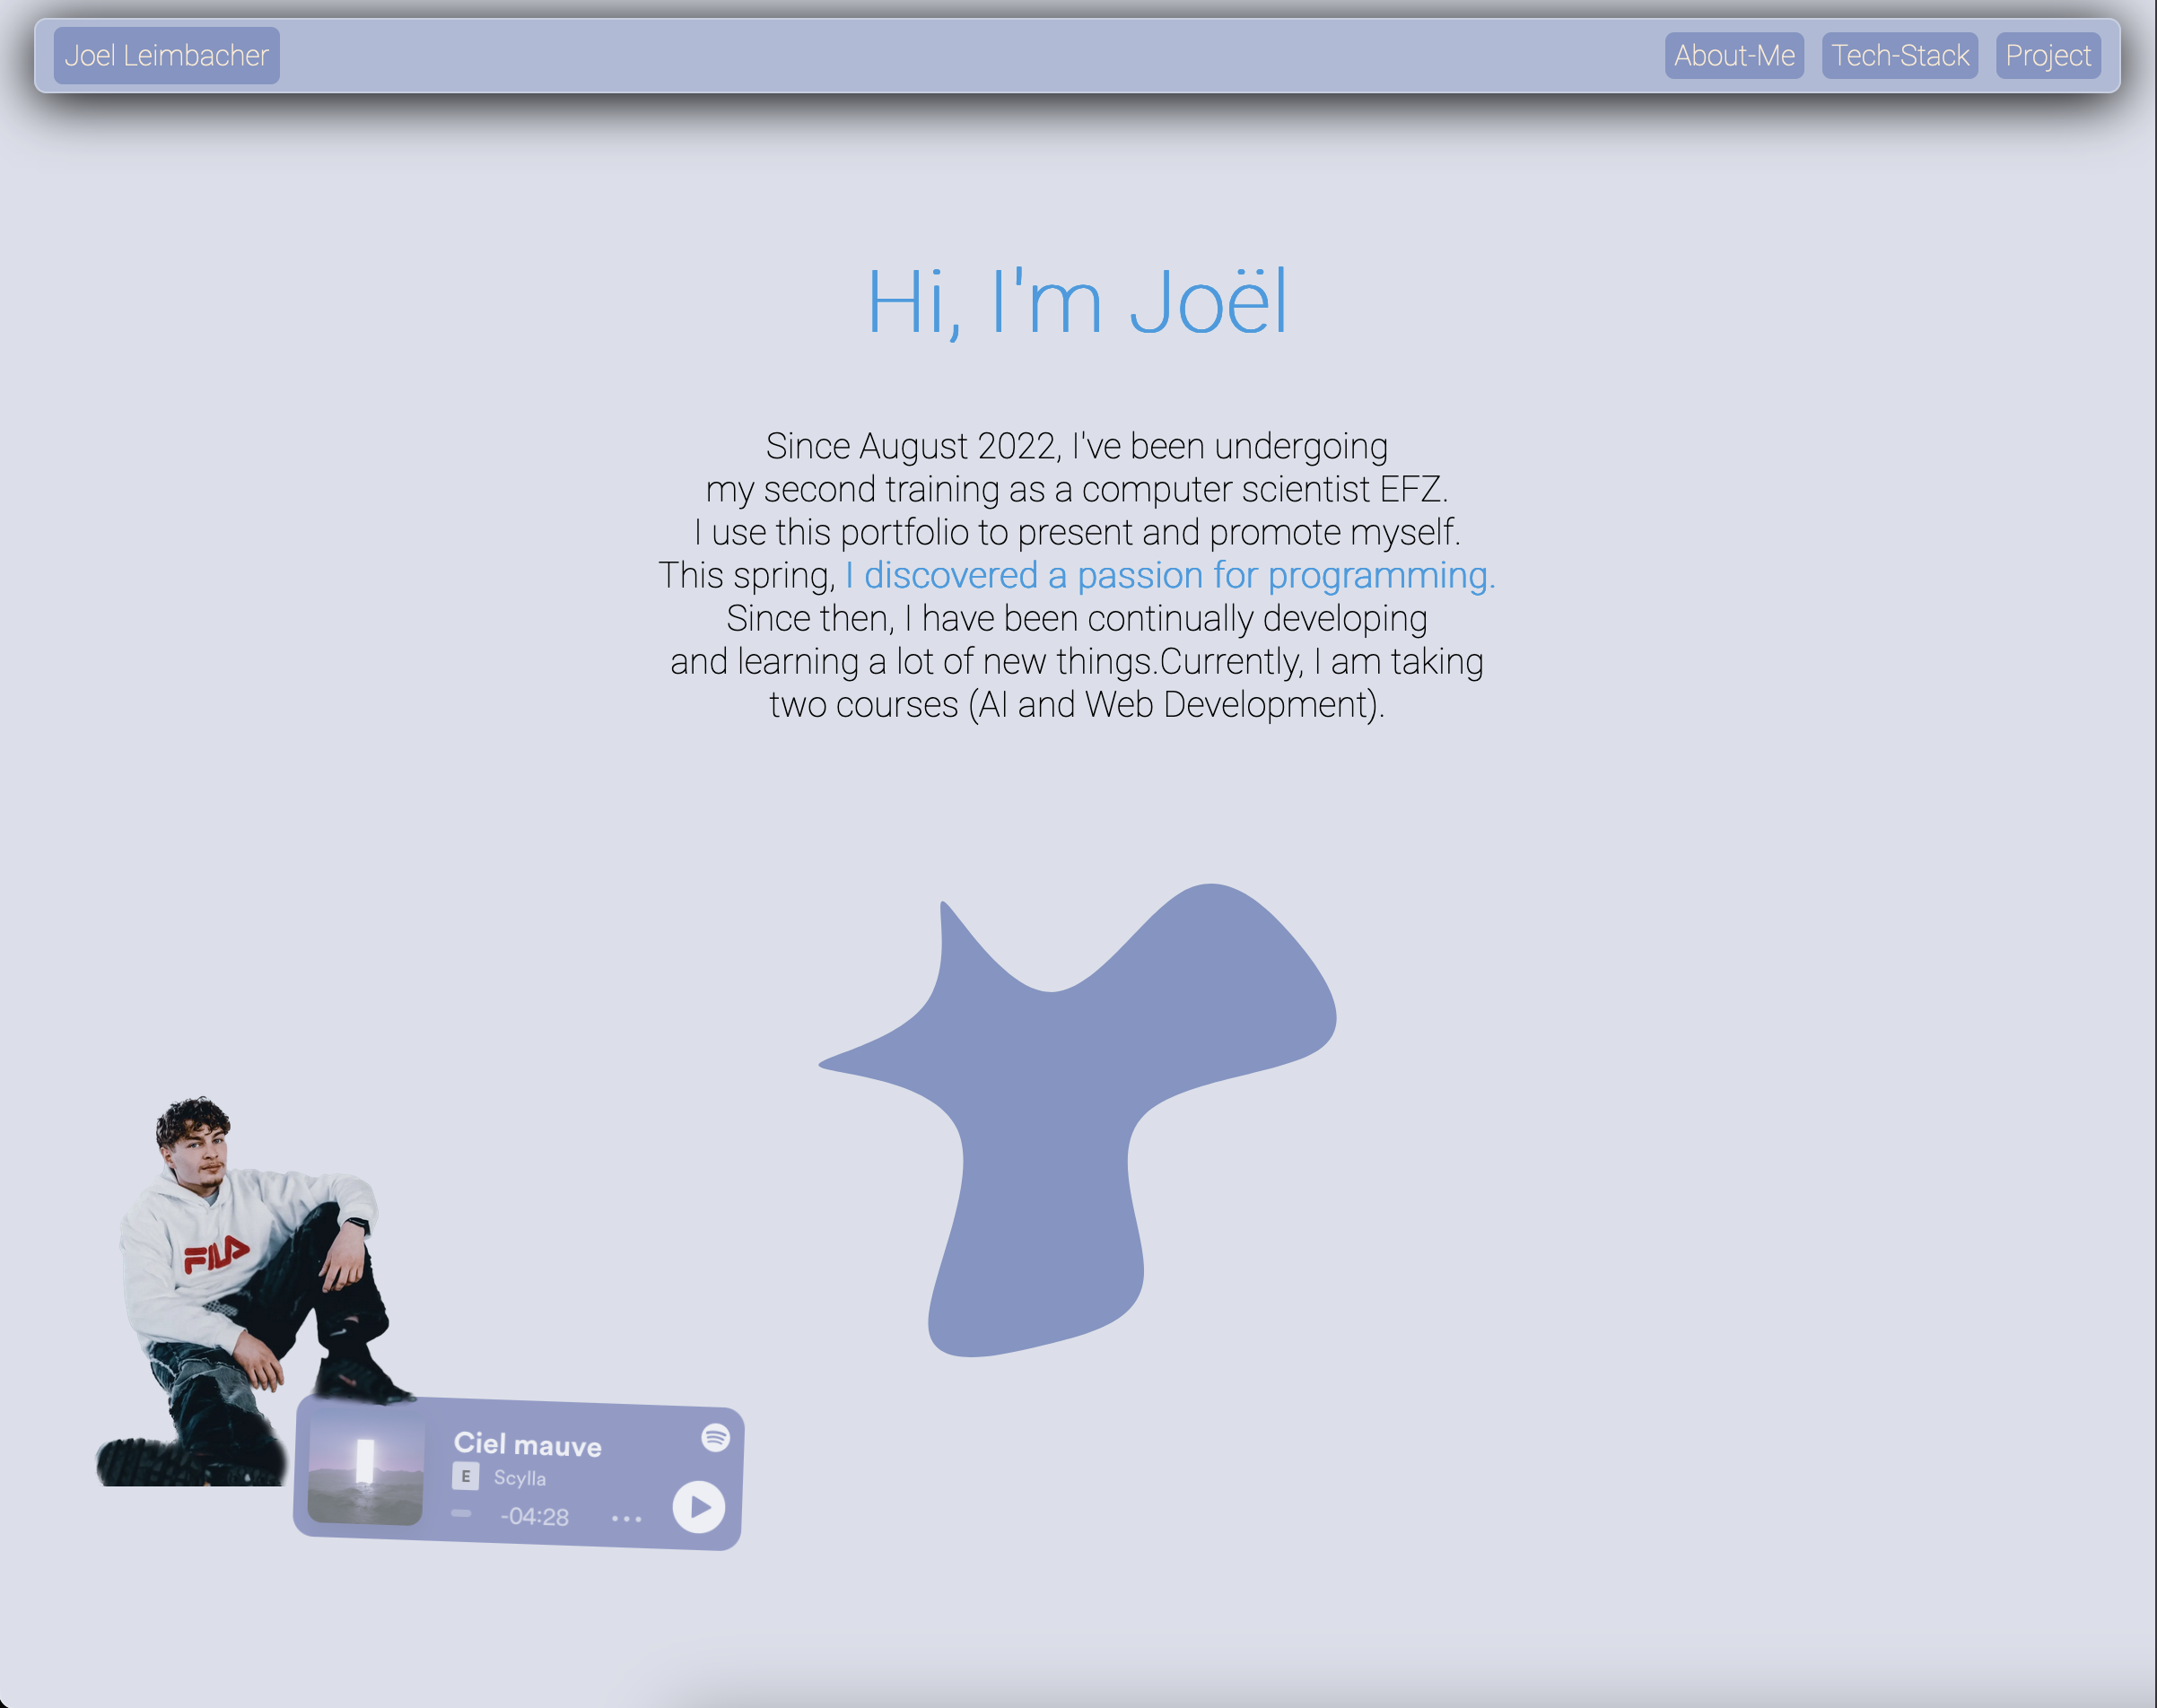 Joel Leimbacher
About-Me
Tech-Stack
Project
Hi, I'm Joël
Since August 2022, I've been undergoing
my second training as a computer scientist EFZ.
I use this portfolio to present and promote myself.
This spring, I discovered a passion for programming.
Since then, I have been continually developing
and learning a lot of new things.Currently, I am taking
two courses (AI and Web Development).
FILA
Ciel mauve
E Scylla
-04:28